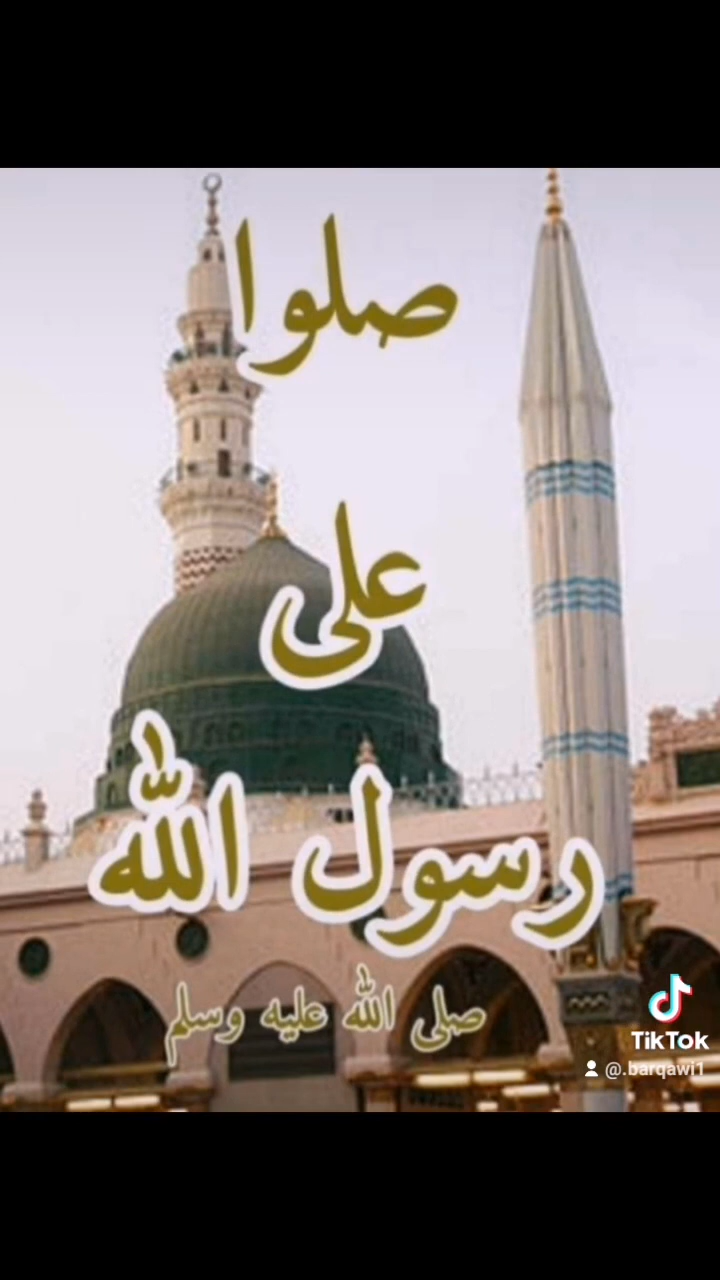 صلوا
على
رسول الله
صلى الله عليه وسلم
TikTok
@.barqawi1